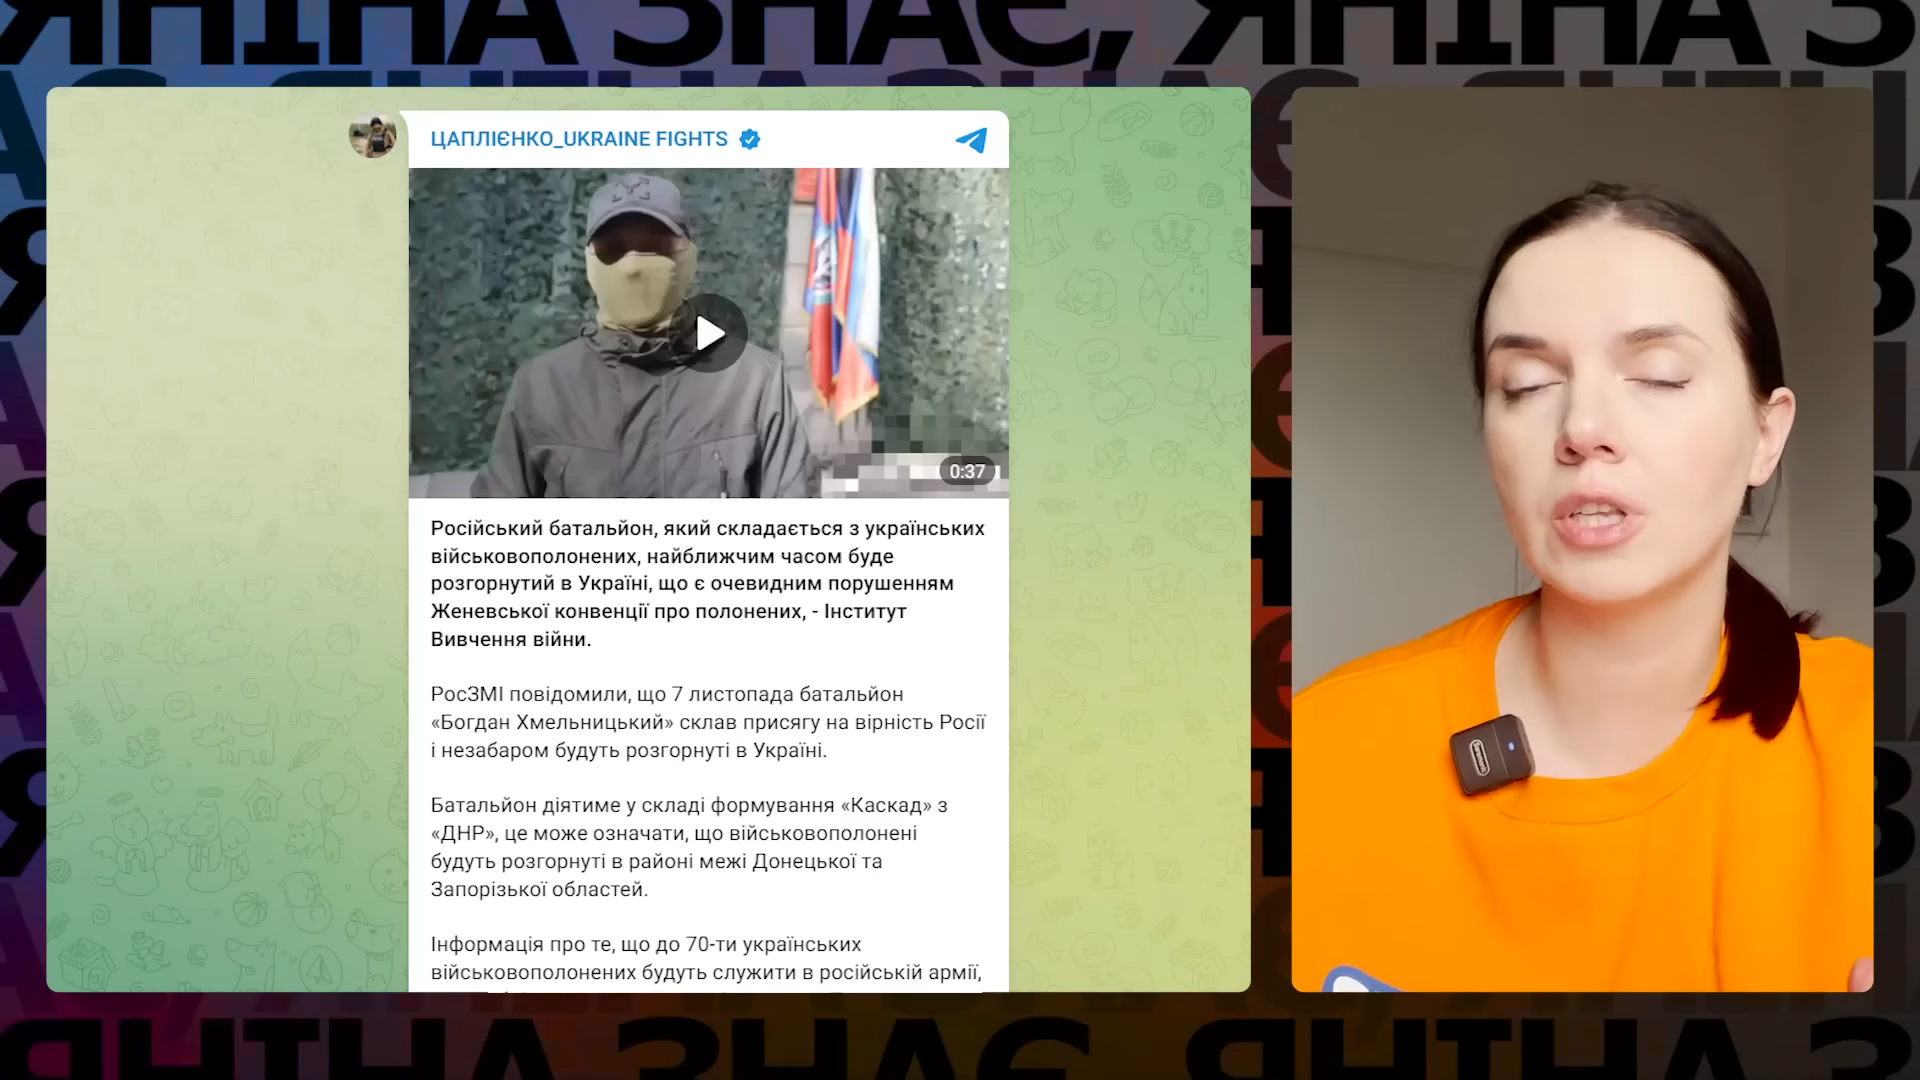 ЯНІНА ЗНАЄ, ЯНІНА З
ЦАПЛІЄНКО_UKRAINE FIGHTS
0:37
Російський батальйон, який складається з українських
військовополонених, найближчим часом буде
розгорнутий в Україні, що є очевидним порушенням
Женевської конвенції про полонених, - Інститут
Вивчення війни.
РосЗМІ повідомили, що 7 листопада батальйон
«Богдан Хмельницький» склав присягу на вірність Росії
і незабаром будуть розгорнуті в Україні.
Батальйон діятиме у складі формування «Каскад» з
«ДНР», це може означати, що військовополонені
будуть розгорнуті в районі межі Донецької та
Запорізької областей.
Інформація про те, що до 70-ти українських
військовополонених будуть служити в російській армії,
ЯНІНА ЗНАЄ, ЯНІНА З